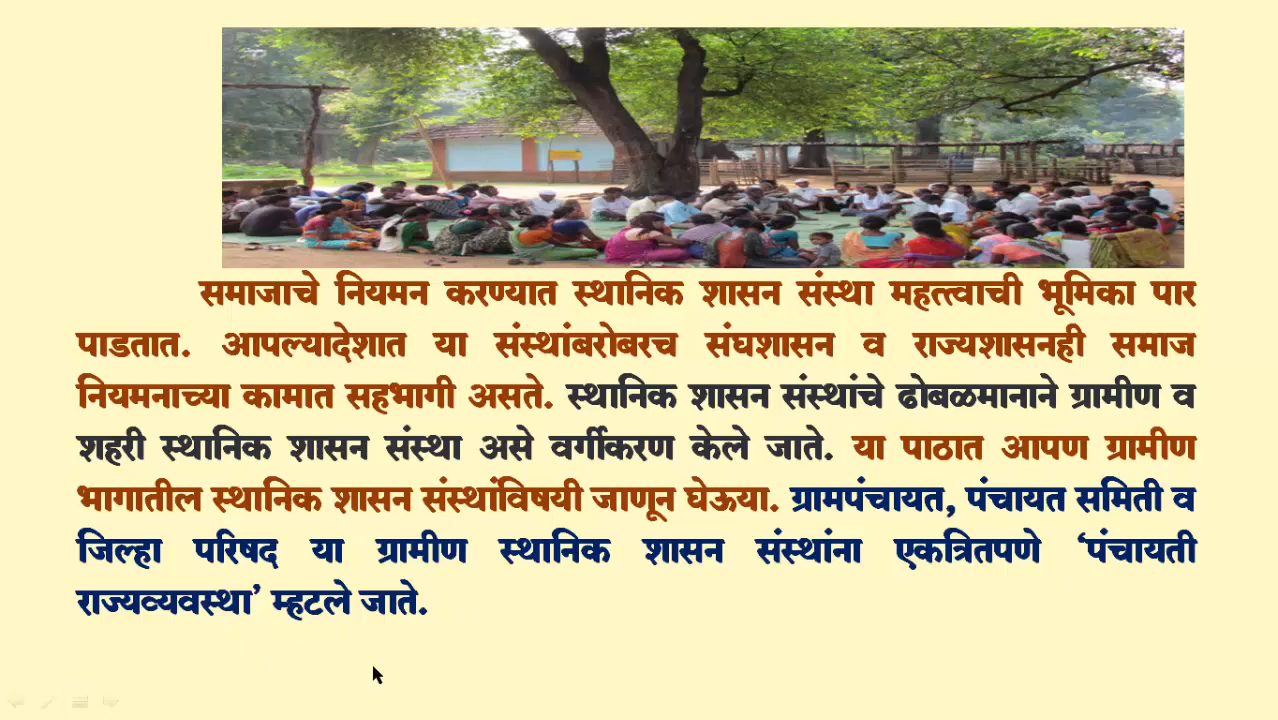 समाजाचे नियमन करण्यात स्थानिक शासन संस्था महत्त्वाची भूमिका पार
पाडतात. आपल्यादेशात या संस्थांबरोबरच संघशासन व राज्यशासनही समाज
नियमनाच्या कामात सहभागी असते. स्थानिक शासन संस्थांचे ढोबळमानाने ग्रामीण व
शहरी स्थानिक शासन संस्था असे वर्गीकरण केले जाते. या पाठात आपण ग्रामीण
भागातील स्थानिक शासन संस्थांविषयी जाणून घेऊया. ग्रामपंचायत, पंचायत समिती व
जिल्हा परिषद या ग्रामीण स्थानिक शासन संस्थांना एकत्रितपणे ‘पंचायती
राज्यव्यवस्था’ म्हटले जाते.